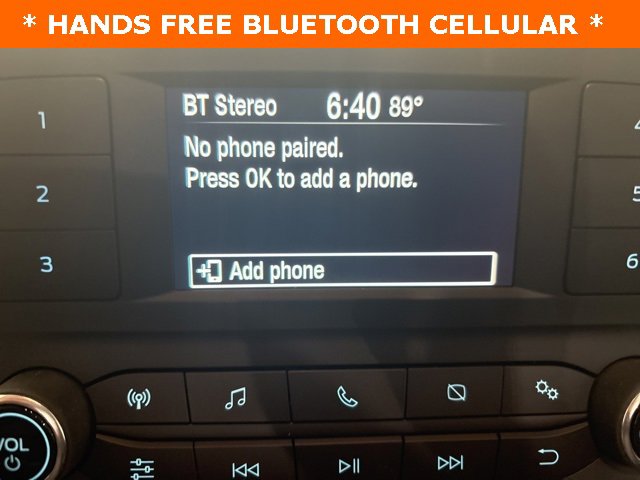 * HANDS FREE BLUETOOTH CELLULAR *
BT Stereo 6:40 89°
No phone paired.
Press OK to add a phone.
Add phone
1
2
3
4
5
6
VOL